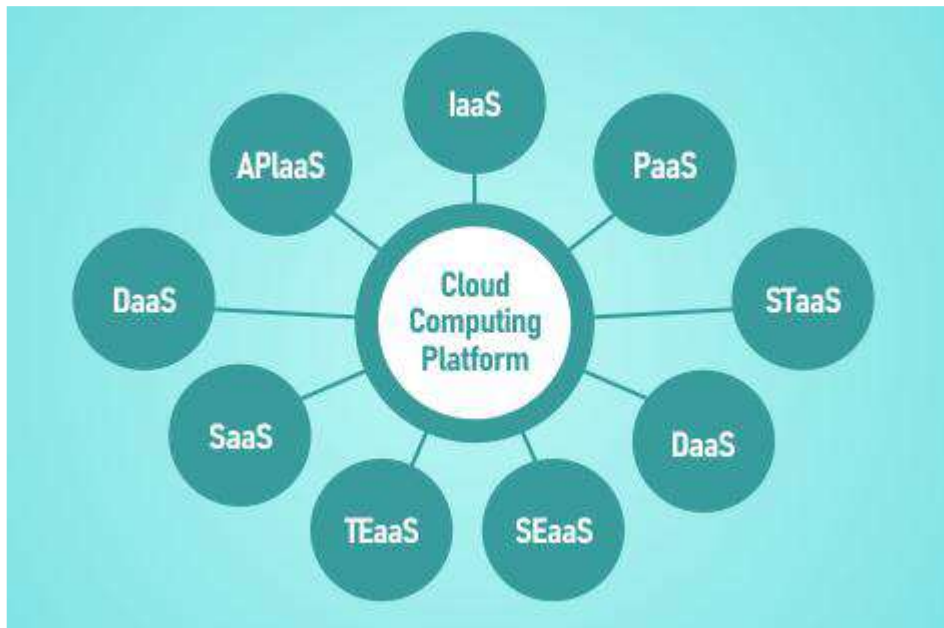 IaaS
APIaaS
PaaS
DaaS
Cloud
Computing
Platform
STaaS
SaaS
DaaS
TEaaS
SEaaS